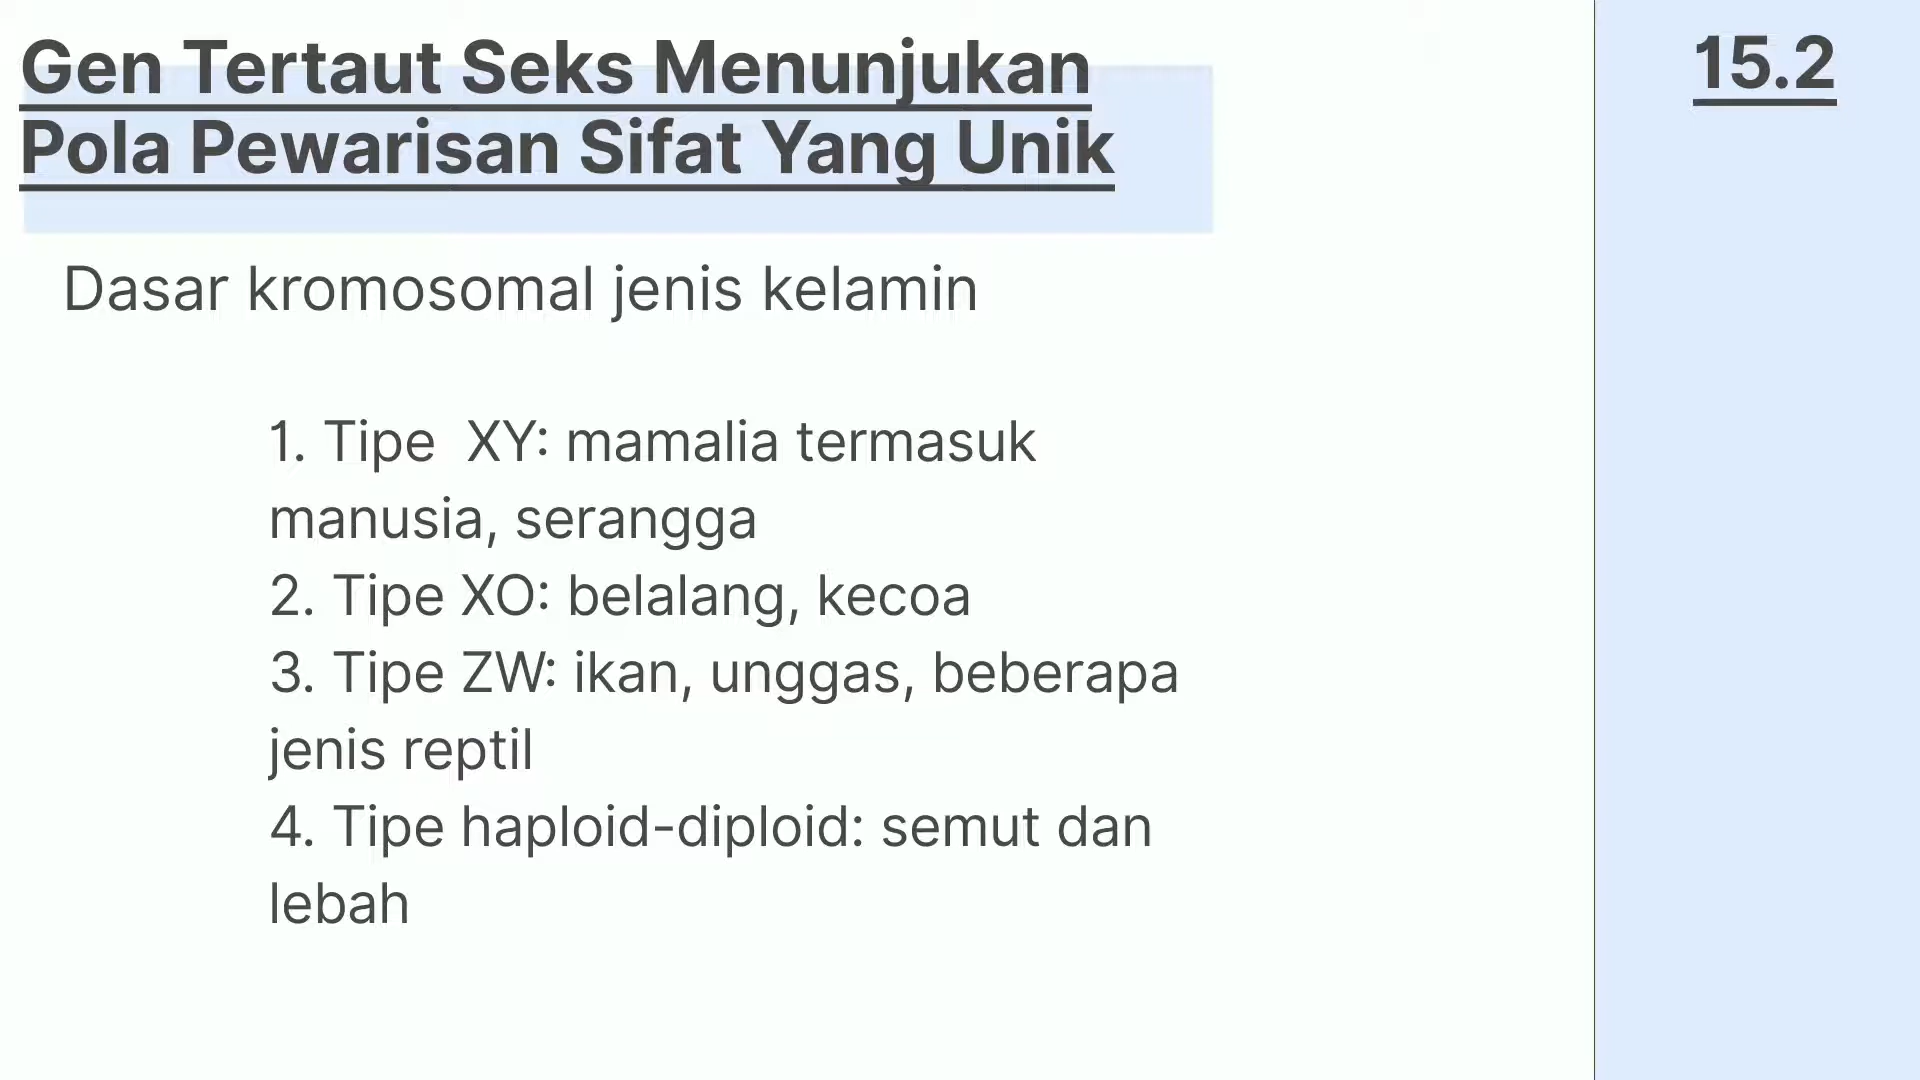 Gen Tertaut Seks Menunjukan
Pola Pewarisan Sifat Yang Unik
15.2
Dasar kromosomal jenis kelamin
1. Tipe  XY: mamalia termasuk
manusia, serangga
2. Tipe XO: belalang, kecoa
3. Tipe ZW: ikan, unggas, beberapa
jenis reptil
4. Tipe haploid-diploid: semut dan
lebah